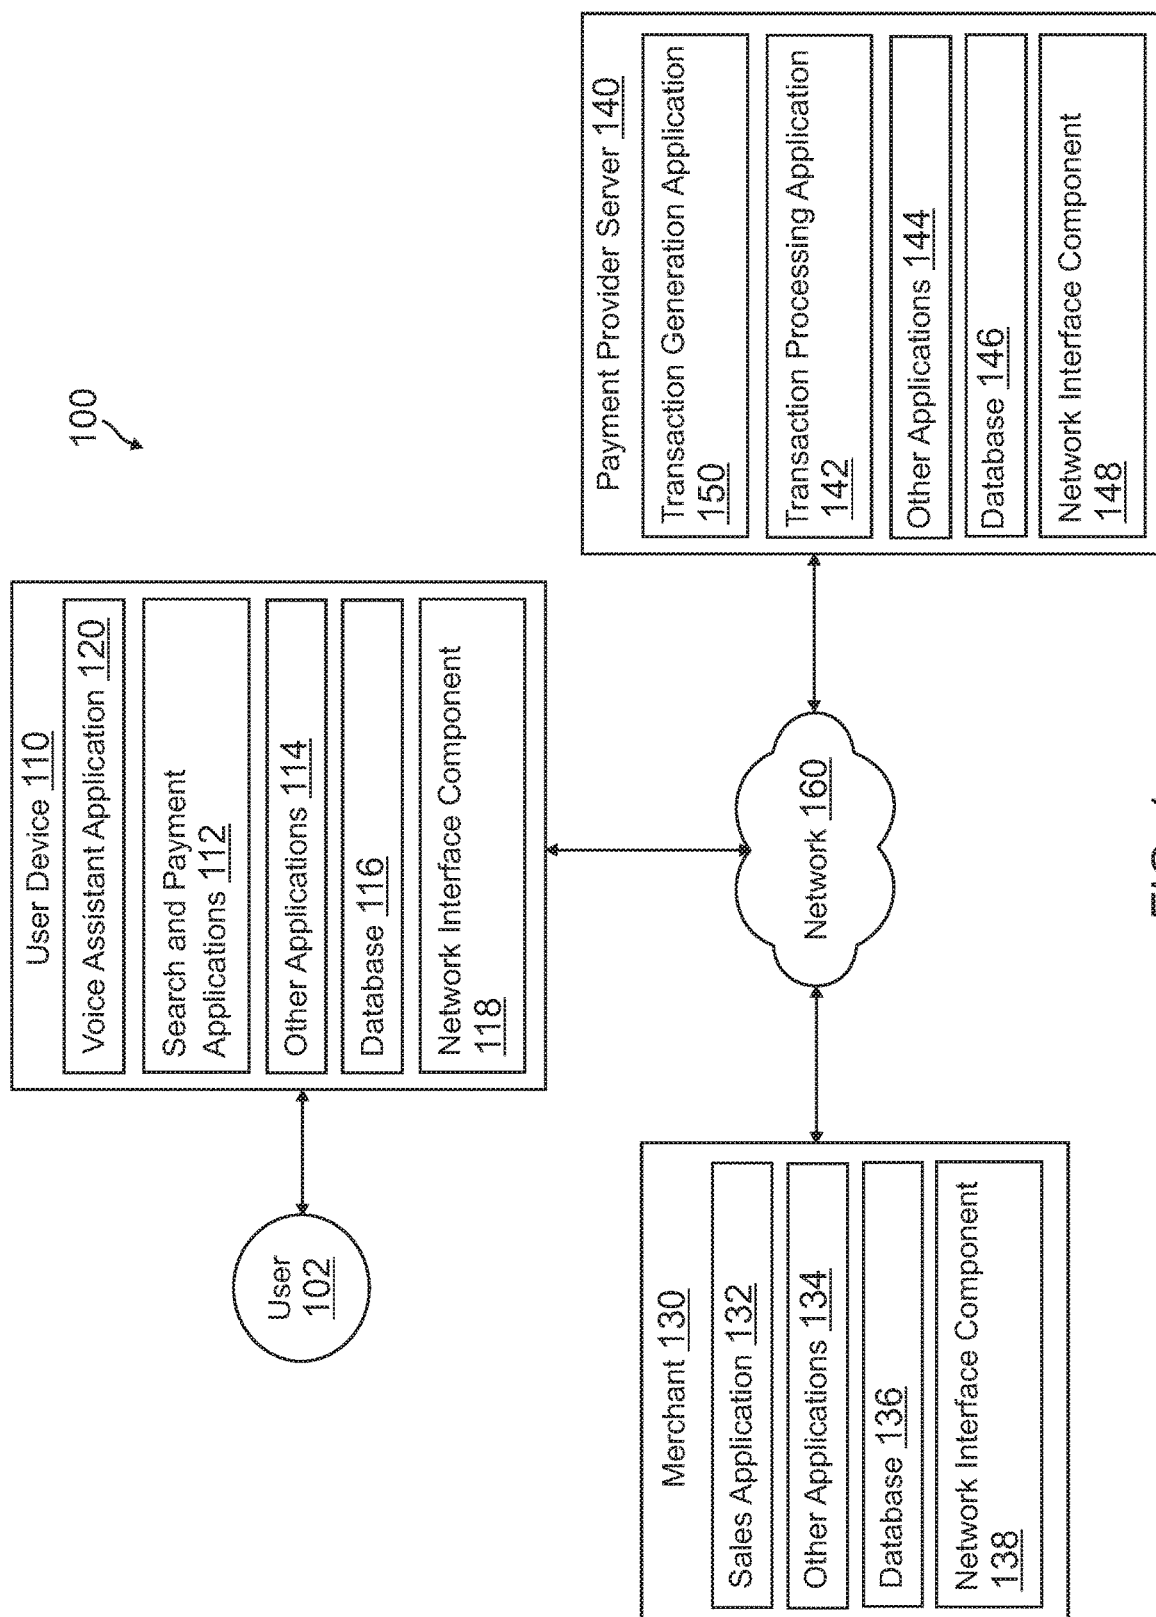 100
User Device 110
Voice Assistant Application 120
Search and Payment
Applications 112
Other Applications 114
Database 116
Network Interface Component
118
User
102
Merchant 130
Sales Application 132
Other Applications 134
Database 136
Network Interface Component
138
Network 160
Payment Provider Server 140
Transaction Generation Application
150
Transaction Processing Application
142
Other Applications 144
Database 146
Network Interface Component
148